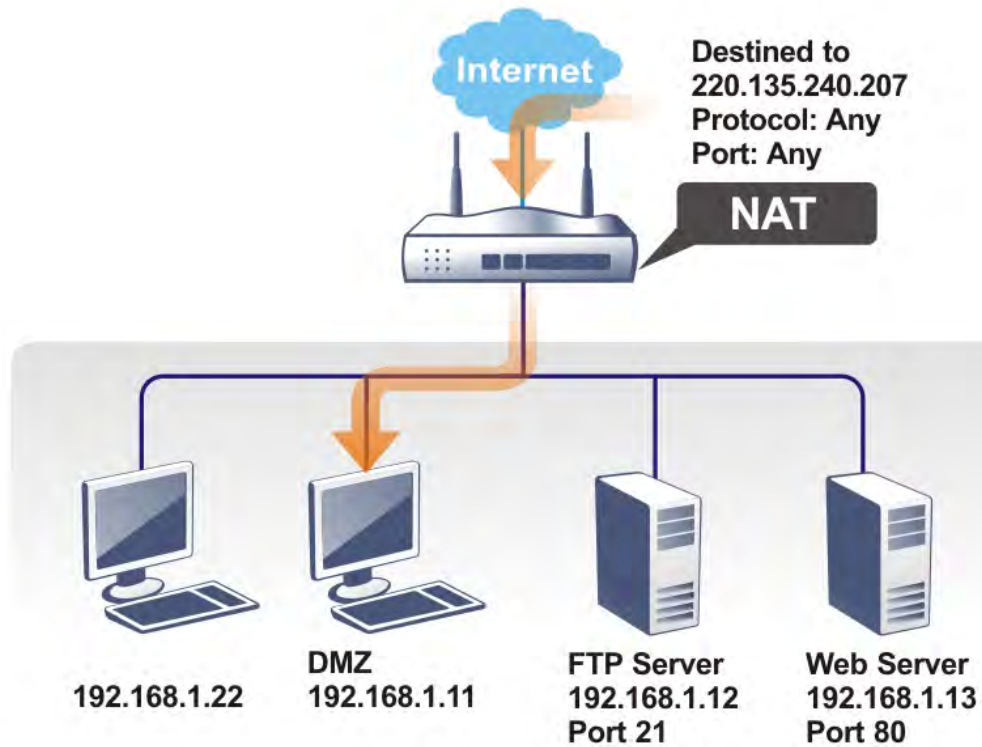 Internet
Destined to
220.135.240.207
Protocol: Any
Port: Any
NAT
192.168.1.22
DMZ
192.168.1.11
FTP Server
192.168.1.12
Port 21
Web Server
192.168.1.13
Port 80